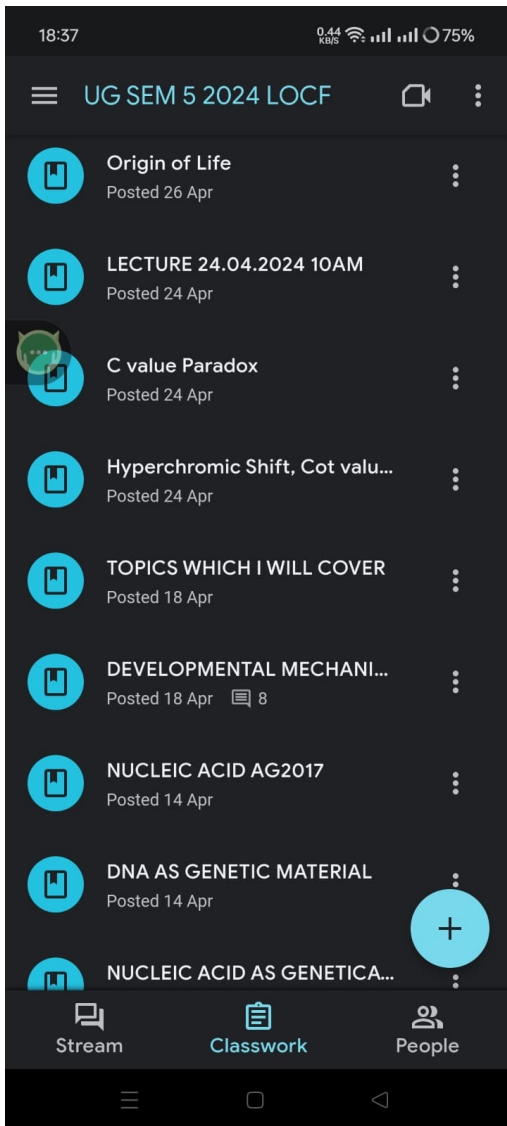 18:37
0.44 KB/S 75%
UG SEM 5 2024 LOCF
Origin of Life
Posted 26 Apr
LECTURE 24.04.2024 10AM
Posted 24 Apr
C value Paradox
Posted 24 Apr
Hyperchromic Shift, Cot valu...
Posted 24 Apr
TOPICS WHICH I WILL COVER
Posted 18 Apr
DEVELOPMENTAL MECHANI...
Posted 18 Apr 8
NUCLEIC ACID AG2017
Posted 14 Apr
DNA AS GENETIC MATERIAL
Posted 14 Apr
+
NUCLEIC ACID AS GENETICA...
Stream Classwork People